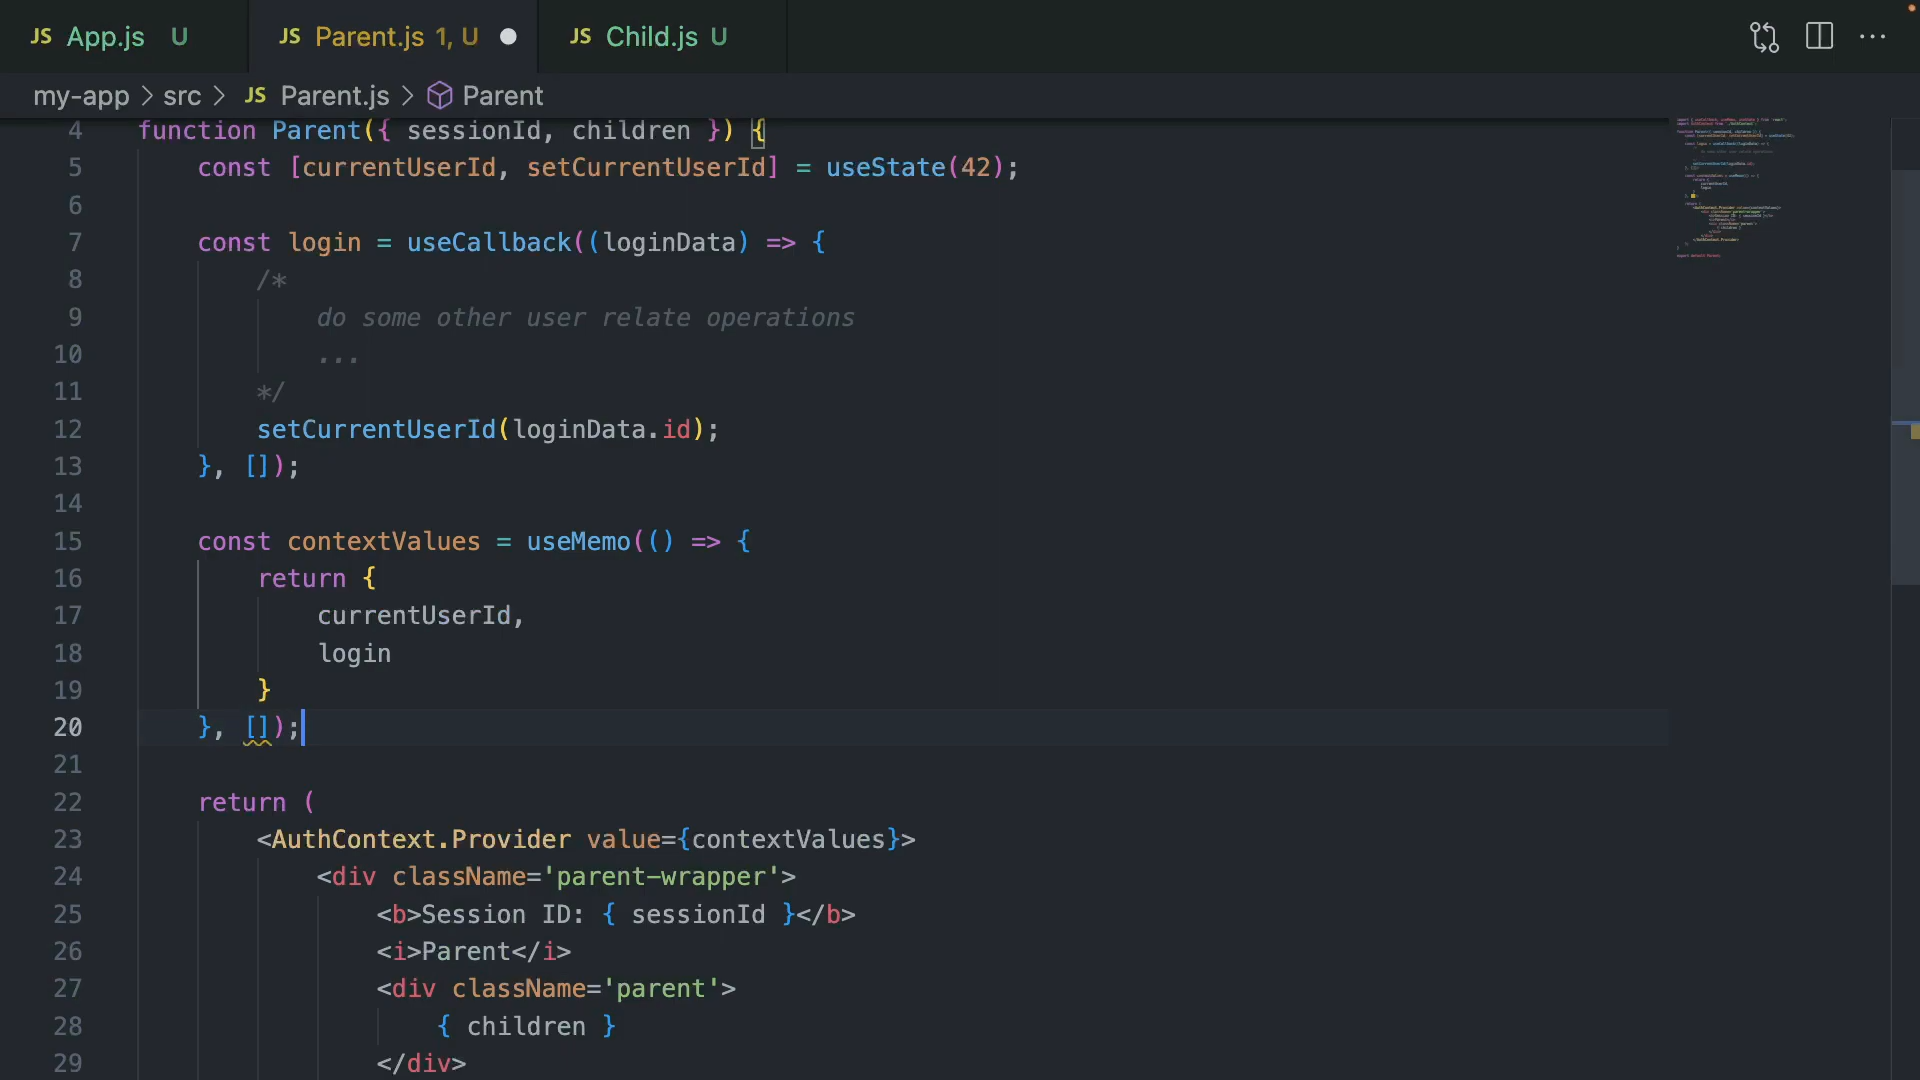 JS App.js U
JS Parent.js 1, U
JS Child.js U
my-app > src > JS Parent.js > Parent
4 function Parent({ sessionId, children }) {
5 const [currentUserId, setCurrentUserId] = useState(42);
6
7 const login = useCallback((loginData) => {
8 /*
9 do some other user relate operations
10 ...
11 */
12 setCurrentUserId(loginData.id);
13 }, []);
14
15 const contextValues = useMemo(() => {
16 return {
17 currentUserId,
18 login
19 }
20 }, []);
21
22 return (
23 <AuthContext.Provider value={contextValues}>
24 <div className='parent-wrapper'>
25 <b>Session ID: { sessionId }</b>
26 <i>Parent</i>
27 <div className='parent'>
28 { children }
29 </div>